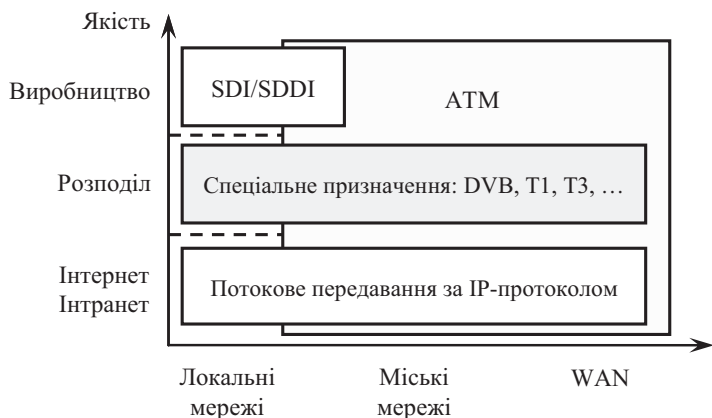 Якість
Виробництво
SDI/SDDI
ATM
Розподіл
Спеціальне призначення: DVB, T1, T3, …
Інтернет
Інтранет
Потокове передавання за IP-протоколом
Локальні
мережі
Міські
мережі
WAN